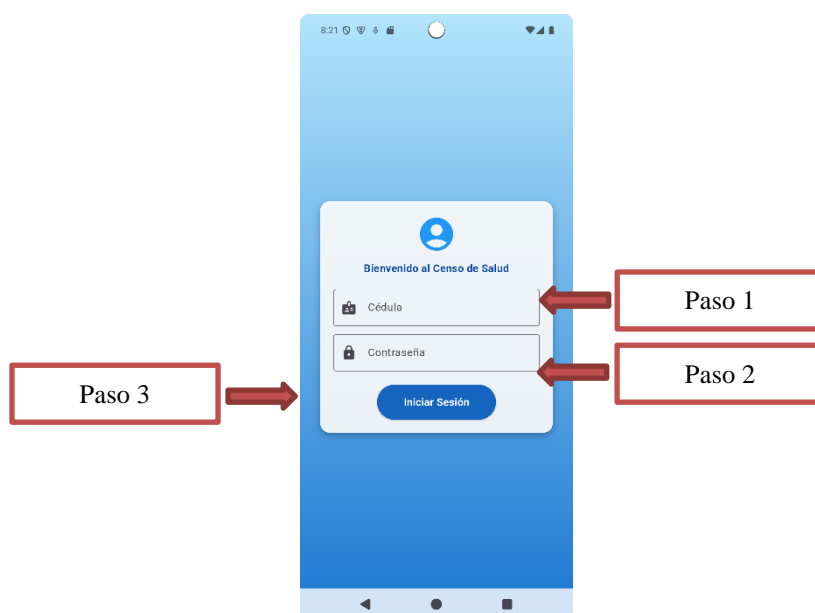 8:21
Bienvenido al Censo de Salud
Cédula
Paso 1
Contraseña
Paso 2
Paso 3
Iniciar Sesión